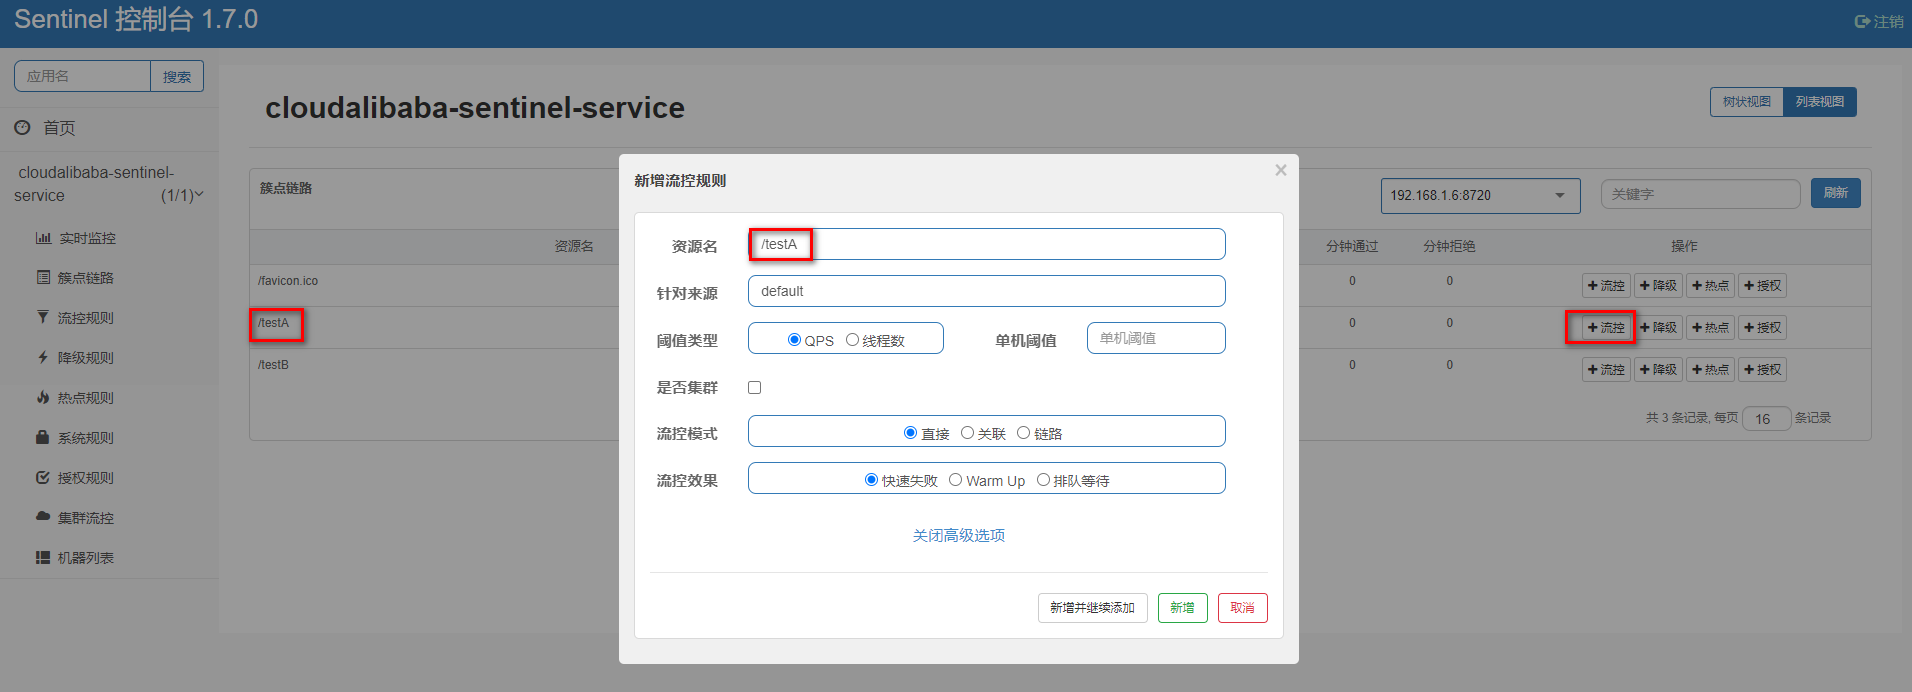 Sentinel 控制台 1.7.0
注销
应用名
搜索
首页
cloudalibaba-sentinel-
service (1/1)
实时监控
簇点链路
流控规则
降级规则
热点规则
系统规则
授权规则
集群流控
机器列表
cloudalibaba-sentinel-service
树状视图 列表视图
簇点链路
192.168.1.6:8720
关键字
刷新
资源名 分钟通过 分钟拒绝 操作
/favicon.ico 0 0 流控 降级 热点 授权
/testA 0 0 流控 降级 热点 授权
/testB 0 0 流控 降级 热点 授权
共 3 条记录, 每页 16 条记录
新增流控规则
×
资源名 /testA
针对来源 default
阈值类型 QPS 线程数 单机阈值 单机阈值
是否集群
流控模式 直接 关联 链路
流控效果 快速失败 Warm Up 排队等待
关闭高级选项
新增并继续添加 新增 取消